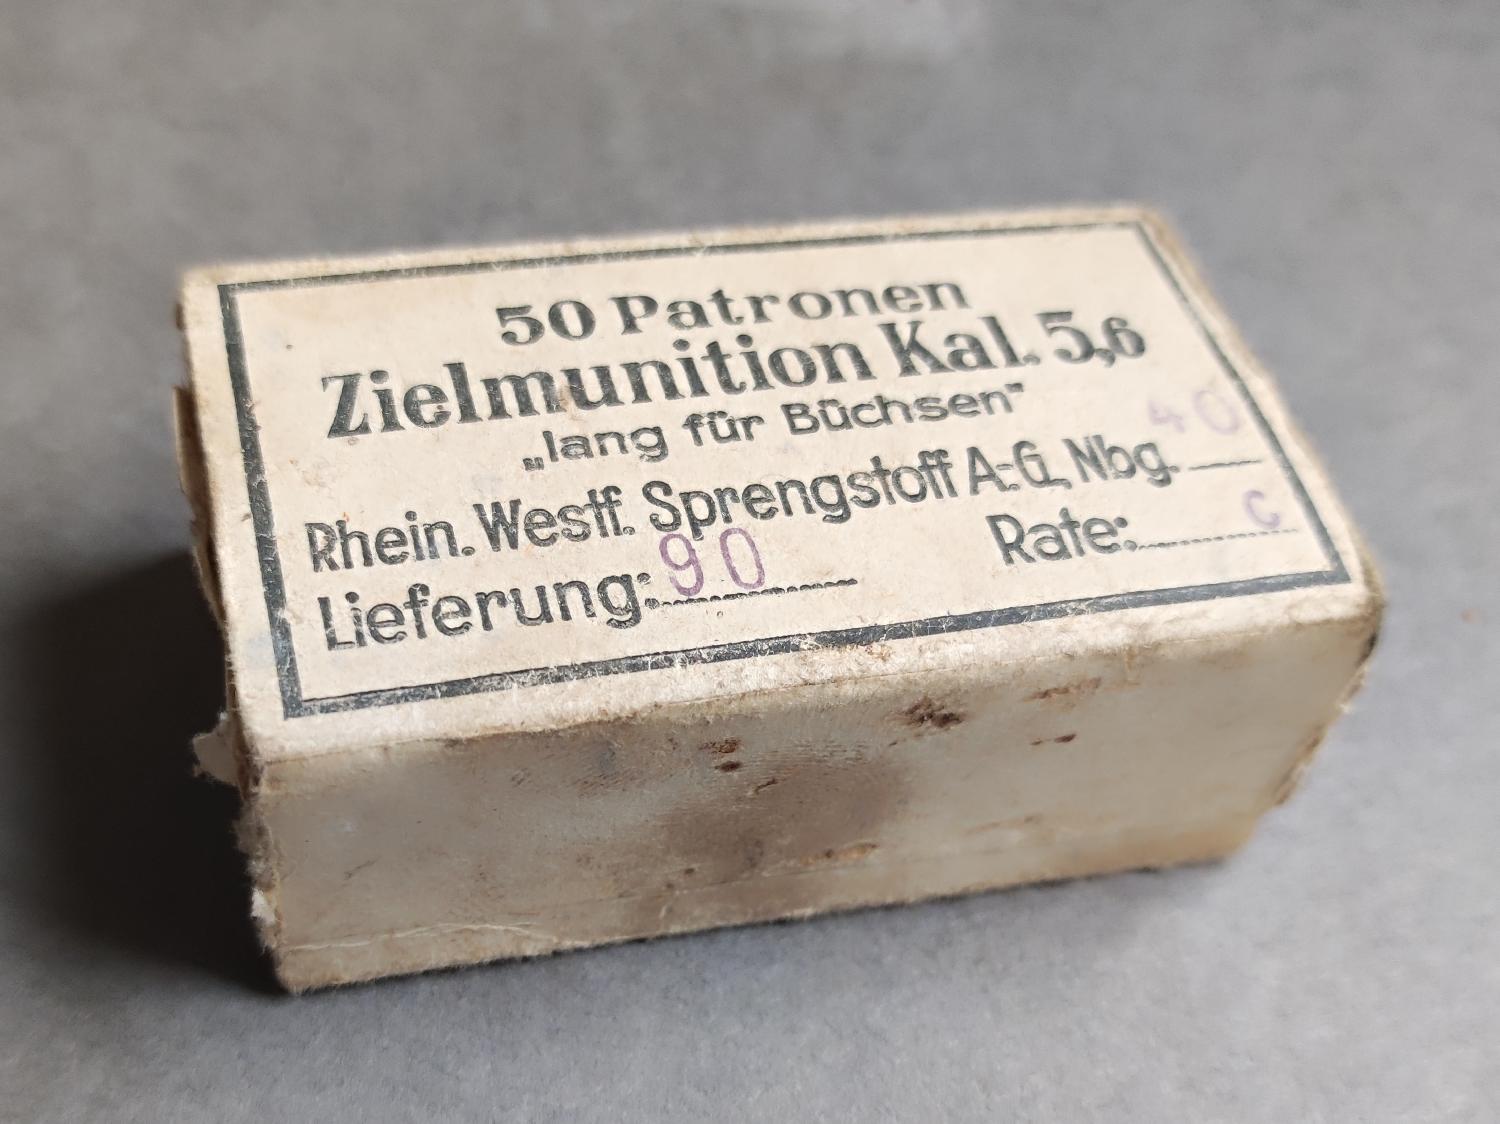 50 Patronen
Zielmunition Kal. 5,6
„lang für Büchsen"
Rhein. Westf. Sprengstoff A.-G., Nbg. 40
Lieferung: 90 Rate: C